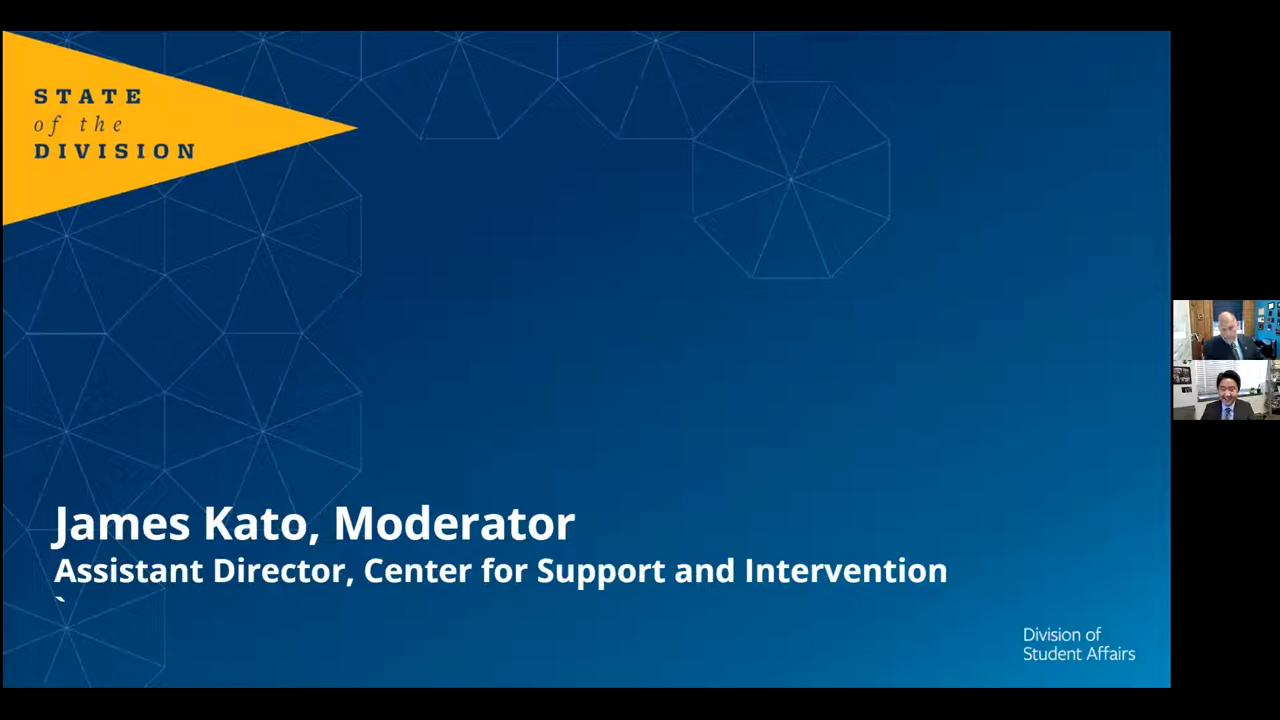 STATE
of the
DIVISION
James Kato, Moderator
Assistant Director, Center for Support and Intervention
`
Division of
Student Affairs